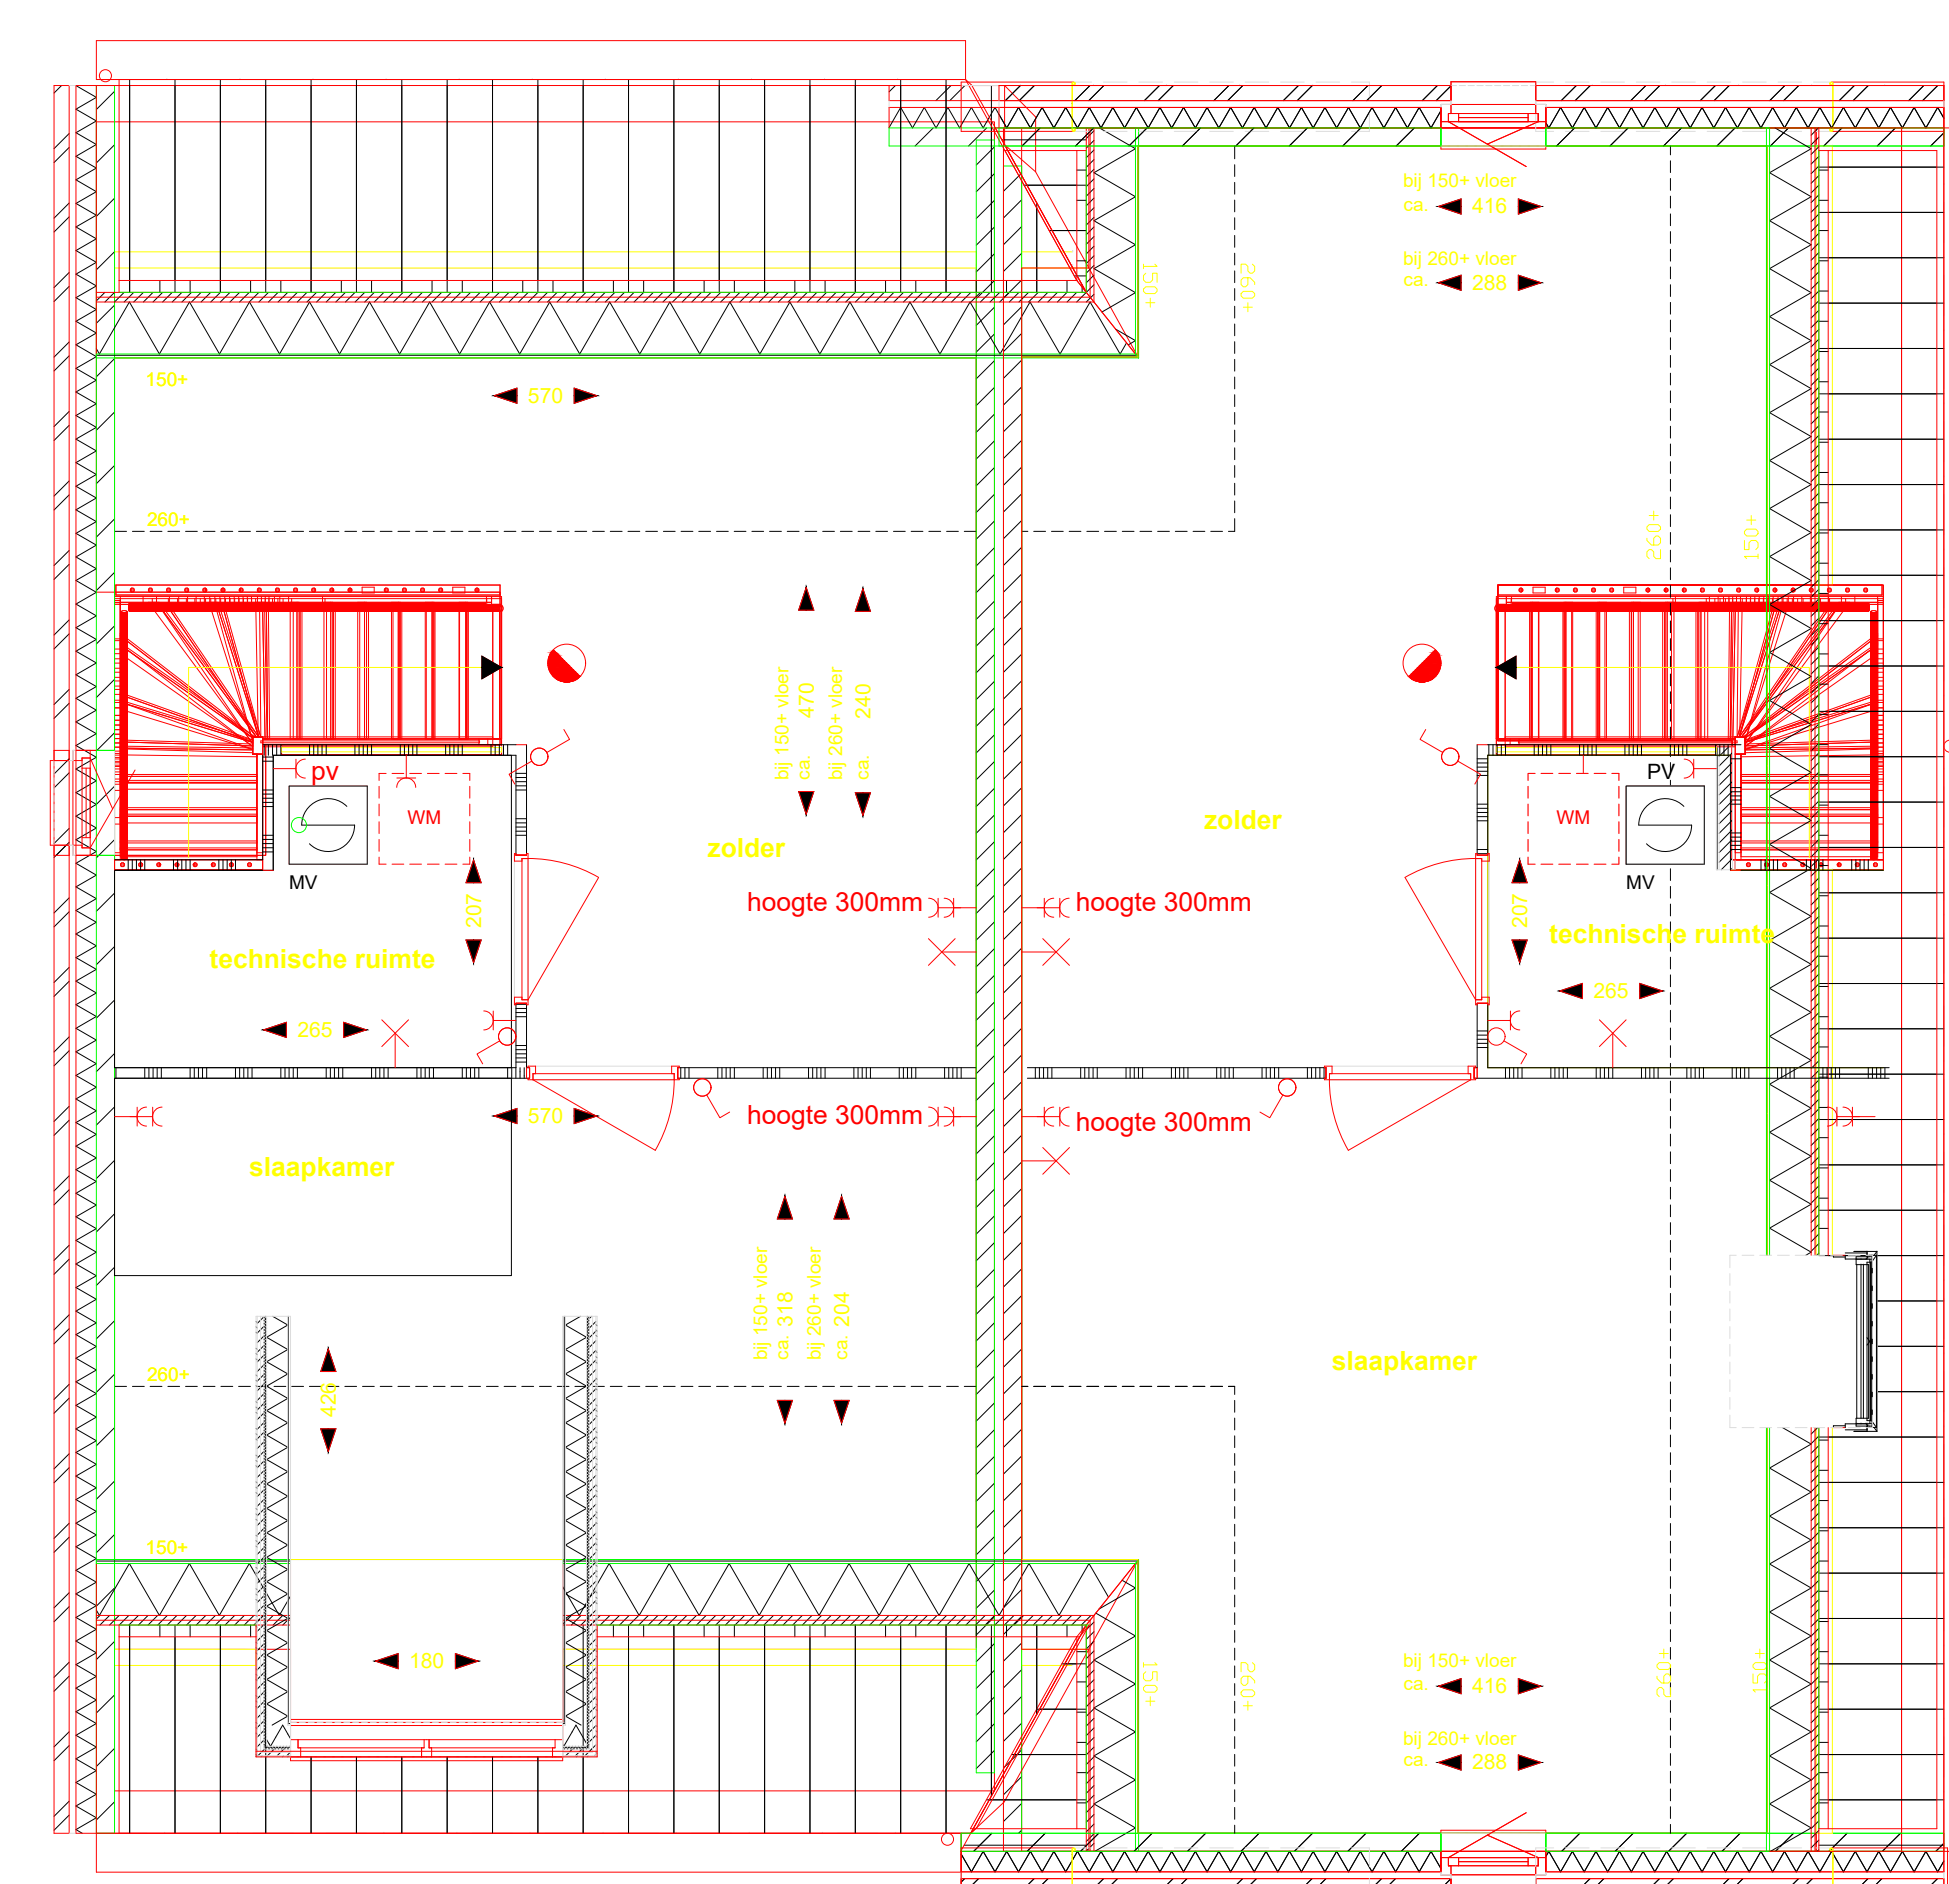 bij 150+ vloer
ca. 416
bij 260+ vloer
ca. 288
150+
260+
150+
570
260+
260+
150+
bij 150+ vloer
ca. 470
bij 260+ vloer
ca. 240
pv
WM
MV
207
zolder
zolder
PV
WM
MV
207
hoogte 300mm
hoogte 300mm
technische ruimte
technische ruimte
265
265
570
hoogte 300mm
hoogte 300mm
slaapkamer
bij 150+ vloer
ca. 318
bij 260+ vloer
ca. 204
slaapkamer
260+
426
150+
180
150+
260+
bij 150+ vloer
ca. 416
260+
150+
bij 260+ vloer
ca. 288